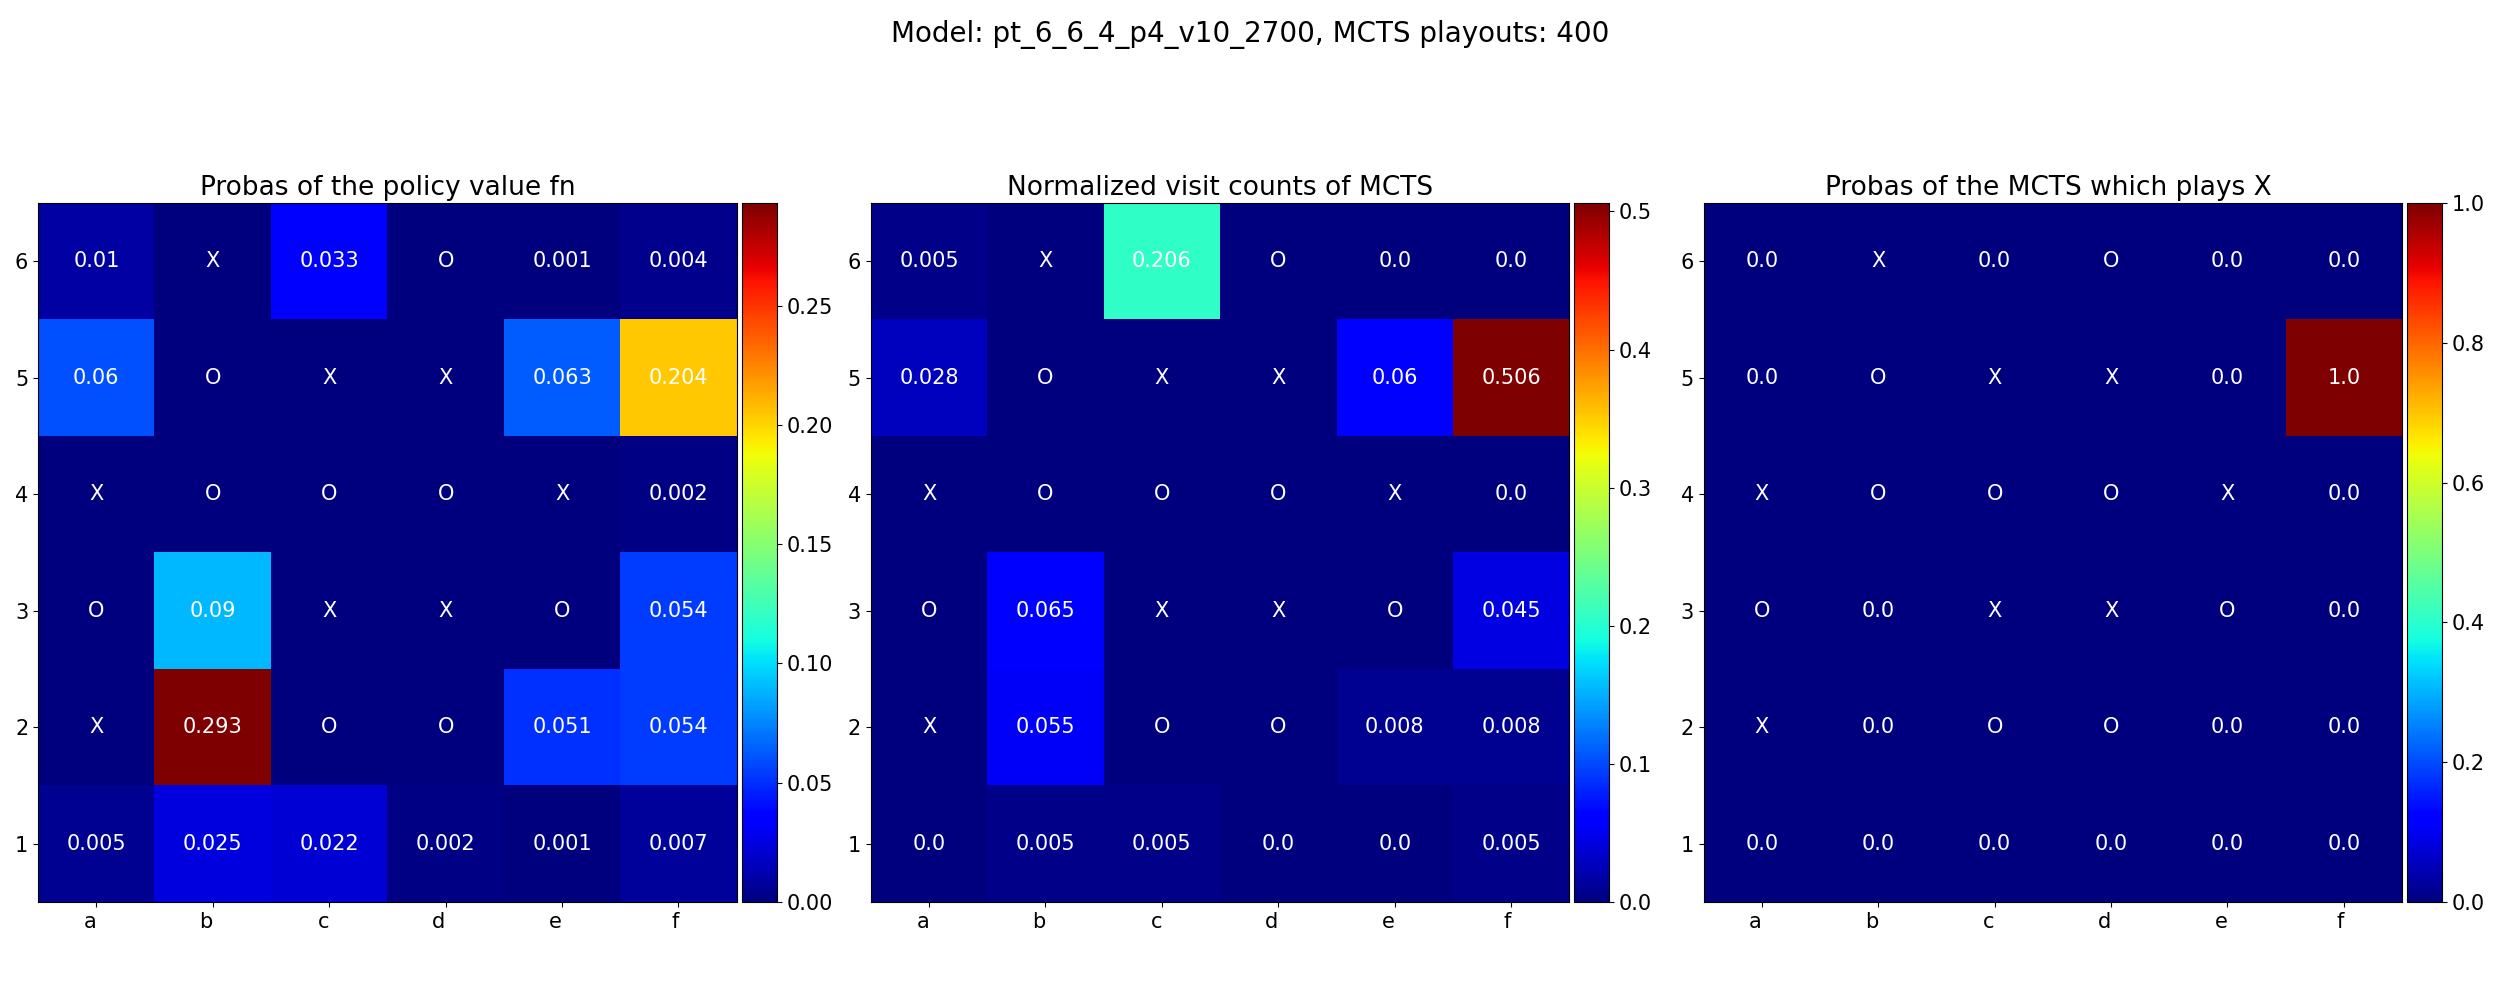 Model: pt_6_6_4_p4_v10_2700, MCTS playouts: 400
Probas of the policy value fn
6 0.01 X 0.033 O 0.001 0.004
5 0.06 O X X 0.063 0.204
4 X O O O X 0.002
3 O 0.09 X X O 0.054
2 X 0.293 O O 0.051 0.054
1 0.005 0.025 0.022 0.002 0.001 0.007
a b c d e f
0.25
0.20
0.15
0.10
0.05
0.00
Normalized visit counts of MCTS
6 0.005 X 0.206 O 0.0 0.0
5 0.028 O X X 0.06 0.506
4 X O O O X 0.0
3 O 0.065 X X O 0.045
2 X 0.055 O O 0.008 0.008
1 0.0 0.005 0.005 0.0 0.0 0.005
a b c d e f
0.5
0.4
0.3
0.2
0.1
0.0
Probas of the MCTS which plays X
6 0.0 X 0.0 O 0.0 0.0
5 0.0 O X X 0.0 1.0
4 X O O O X 0.0
3 O 0.0 X X O 0.0
2 X 0.0 O O 0.0 0.0
1 0.0 0.0 0.0 0.0 0.0 0.0
a b c d e f
1.0
0.8
0.6
0.4
0.2
0.0